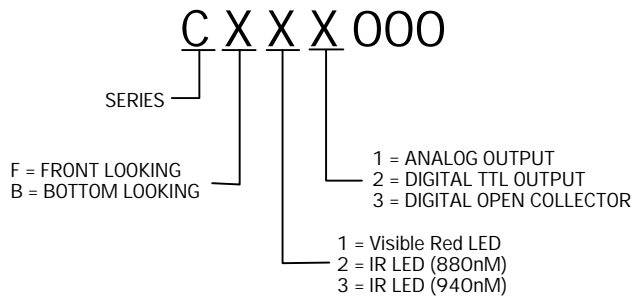 C X X X 000
SERIES
F = FRONT LOOKING
B = BOTTOM LOOKING
1 = ANALOG OUTPUT
2 = DIGITAL TTL OUTPUT
3 = DIGITAL OPEN COLLECTOR
1 = Visible Red LED
2 = IR LED (880nM)
3 = IR LED (940nM)